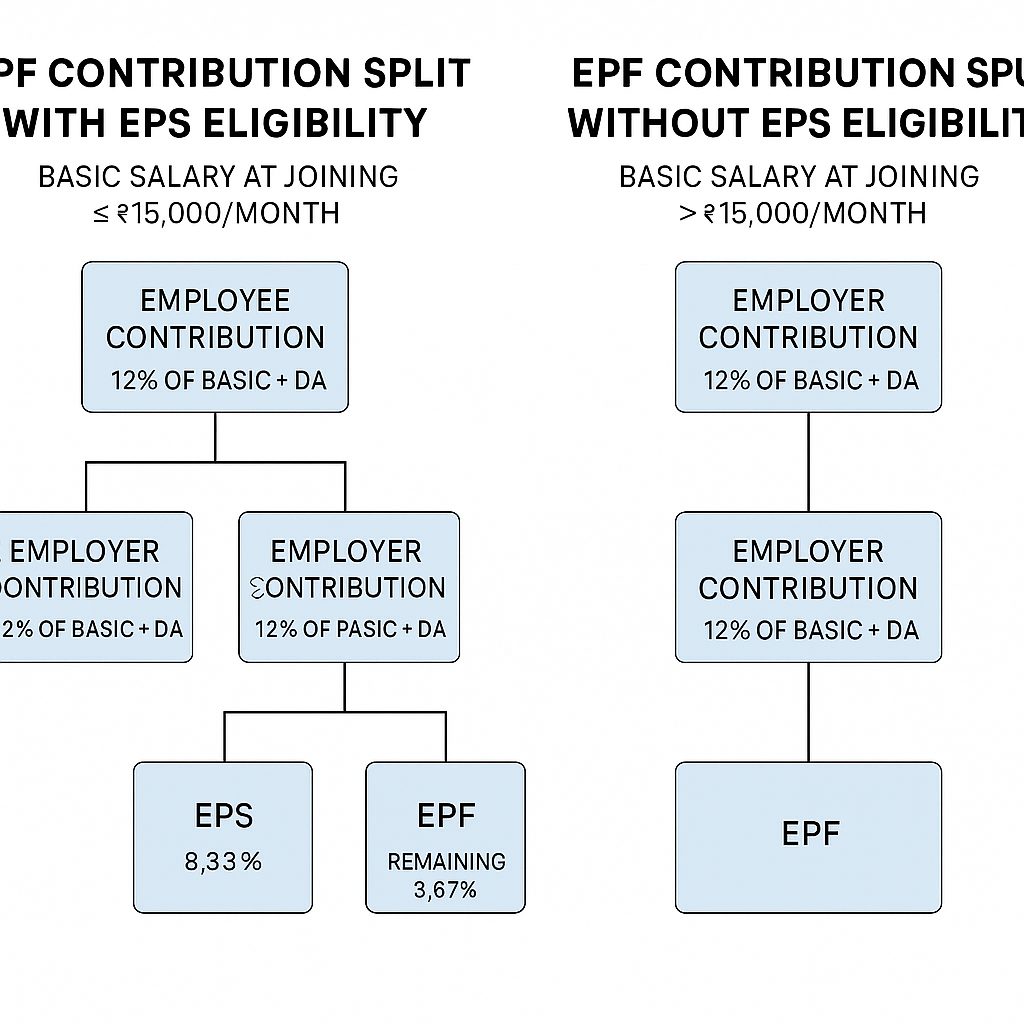 PF CONTRIBUTION SPLIT
WITH EPS ELIGIBILITY
BASIC SALARY AT JOINING
≤ ₹15,000/MONTH
EMPLOYEE
CONTRIBUTION
12% OF BASIC + DA
EMPLOYER
ONTRIBUTION
2% OF BASIC + DA
EMPLOYER
ONTRIBUTION
12% OF PASIC + DA
EPS
8,33%
EPF
REMAINING
3,67%
EPF CONTRIBUTION SPL
WITHOUT EPS ELIGIBILIT
BASIC SALARY AT JOINING
> ₹15,000/MONTH
EMPLOYER
CONTRIBUTION
12% OF BASIC + DA
EMPLOYER
CONTRIBUTION
12% OF BASIC + DA
EPF